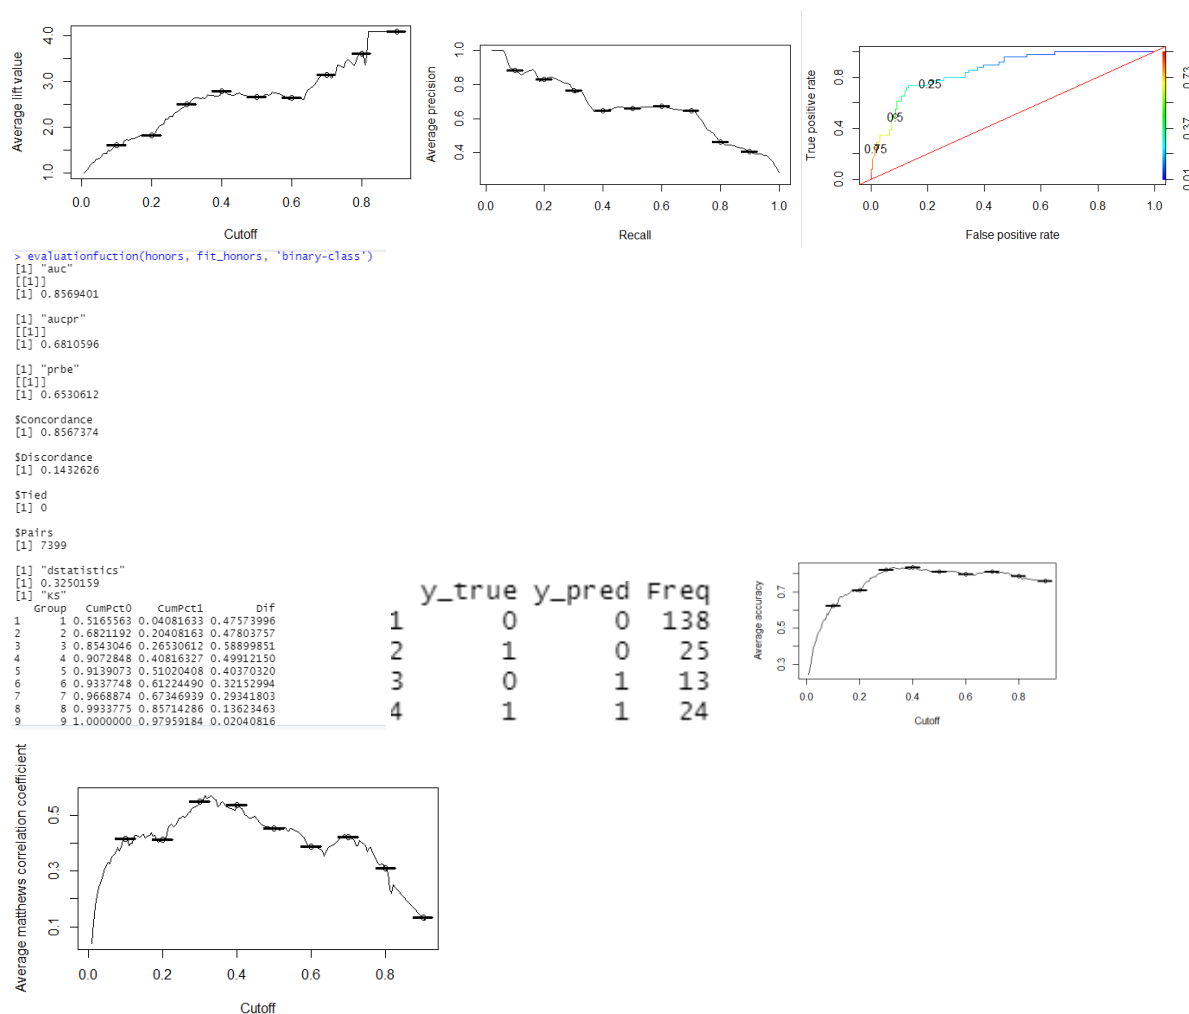 Average lift value
1.0 2.0 3.0 4.0
0.0 0.2 0.4 0.6 0.8
Cutoff
Average precision
0.4 0.6 0.8 1.0
0.0 0.2 0.4 0.6 0.8 1.0
Recall
True positive rate
0.0 0.4 0.8
0.25
0.5
0.75
0.0 0.2 0.4 0.6 0.8 1.0
False positive rate
0.01 0.37 0.73
> evaluationfuction(honors, fit_honors, 'binary-class')
[1] "auc"
[[1]]
[1] 0.8569401
[1] "aucpr"
[[1]]
[1] 0.6810596
[1] "prbe"
[[1]]
[1] 0.6530612
$Concordance
[1] 0.8567374
$Discordance
[1] 0.1432626
$Tied
[1] 0
$Pairs
[1] 7399
[1] "dstatistics"
[1] 0.3250159
[1] "KS"
Group CumPct0 CumPct1 Dif
1 1 0.5165563 0.04081633 0.47573996
2 2 0.6821192 0.20408163 0.47803757
3 3 0.8543046 0.26530612 0.58899851
4 4 0.9072848 0.40816327 0.49912150
5 5 0.9139073 0.51020408 0.40370320
6 6 0.9337748 0.61224490 0.32152994
7 7 0.9668874 0.67346939 0.29341803
8 8 0.9933775 0.85714286 0.13623463
9 9 1.0000000 0.97959184 0.02040816
y_true y_pred Freq
1 0 0 138
2 1 0 25
3 0 1 13
4 1 1 24
Average accuracy
0.3 0.5 0.7
0.0 0.2 0.4 0.6 0.8
Cutoff
Average matthews correlation coefficient
0.1 0.3 0.5
0.0 0.2 0.4 0.6 0.8
Cutoff